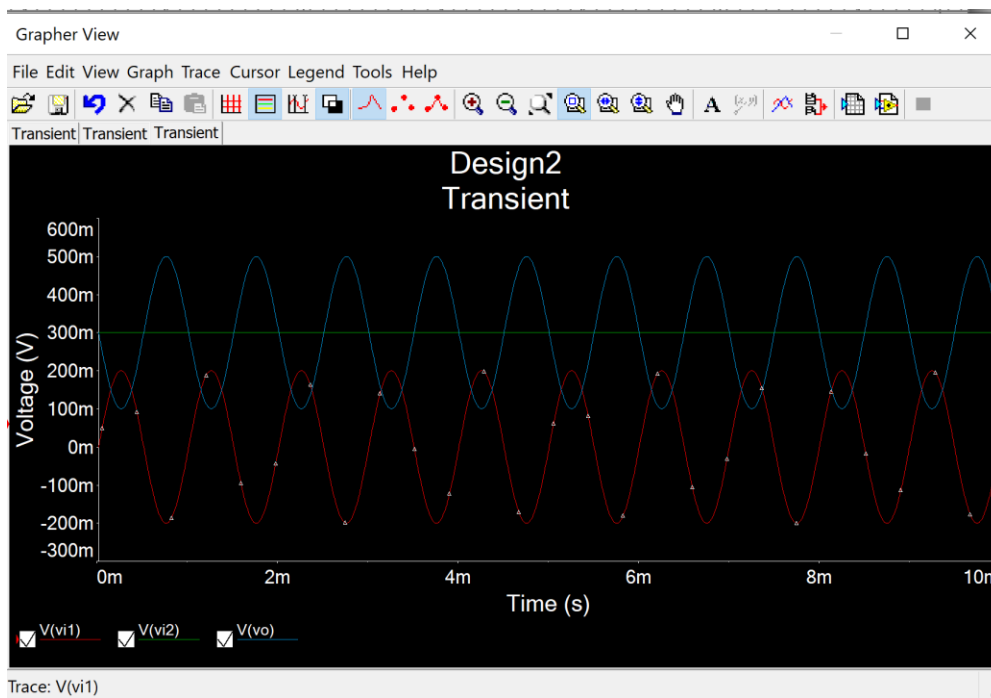 Grapher View
File Edit View Graph Trace Cursor Legend Tools Help
A [x,y]
Transient Transient Transient
Design2
Transient
600m
500m
400m
300m
200m
100m
0m
-100m
-200m
-300m
Voltage (V)
0m 2m 4m 6m 8m 10m
Time (s)
V(vi1) V(vi2) V(vo)
Trace: V(vi1)